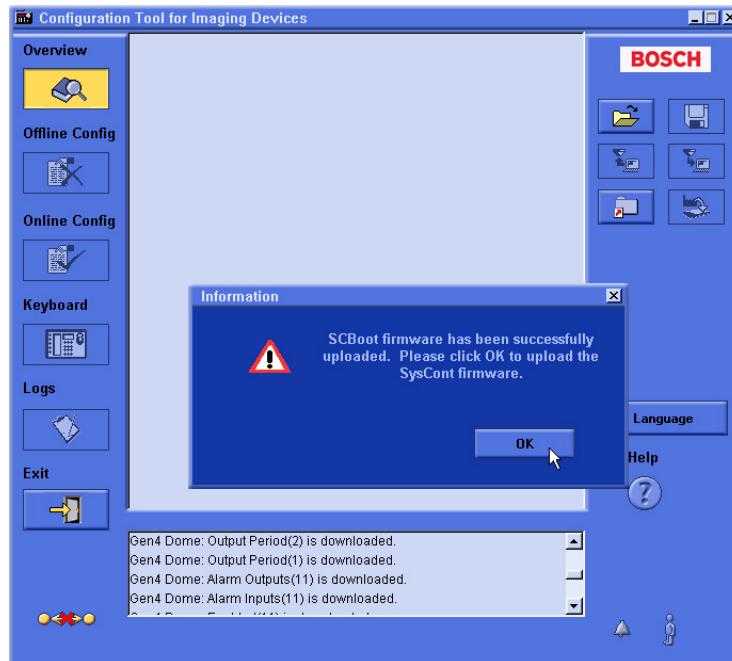 Configuration Tool for Imaging Devices
Overview
BOSCH
Offline Config
Online Config
Keyboard
Information
SCBoot firmware has been successfully
uploaded. Please click OK to upload the
SysCont firmware.
OK
Logs
Language
Help
?
Exit
Gen4 Dome: Output Period(2) is downloaded.
Gen4 Dome: Output Period(1) is downloaded.
Gen4 Dome: Alarm Outputs(11) is downloaded.
Gen4 Dome: Alarm Inputs(11) is downloaded.